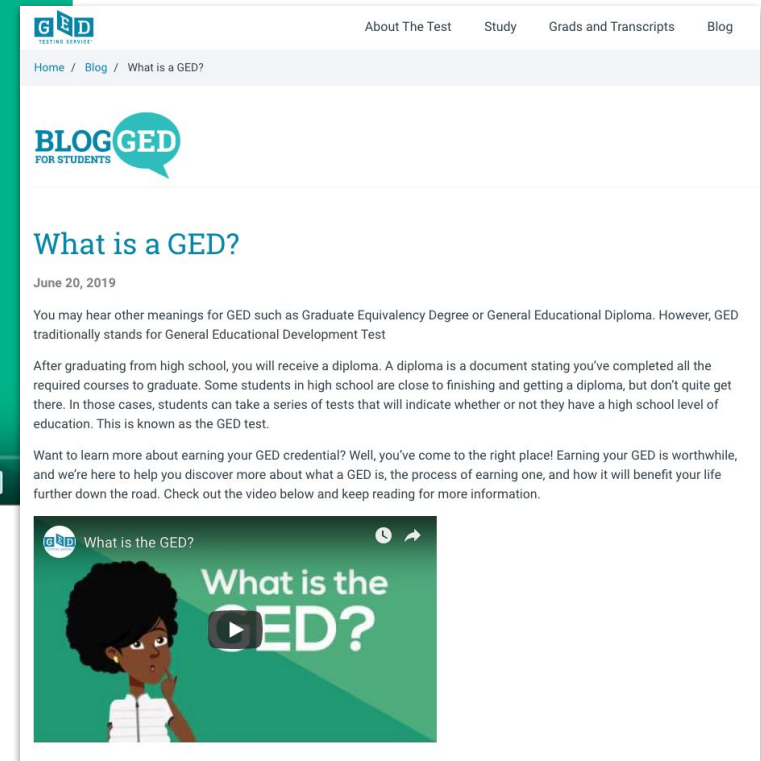 GED
TESTING SERVICE
About The Test Study Grads and Transcripts Blog
Home / Blog / What is a GED?
BLOG GED
FOR STUDENTS
What is a GED?
June 20, 2019
You may hear other meanings for GED such as Graduate Equivalency Degree or General Educational Diploma. However, GED
traditionally stands for General Educational Development Test
After graduating from high school, you will receive a diploma. A diploma is a document stating you've completed all the
required courses to graduate. Some students in high school are close to finishing and getting a diploma, but don't quite get
there. In those cases, students can take a series of tests that will indicate whether or not they have a high school level of
education. This is known as the GED test.
Want to learn more about earning your GED credential? Well, you've come to the right place! Earning your GED is worthwhile,
and we're here to help you discover more about what a GED is, the process of earning one, and how it will benefit your life
further down the road. Check out the video below and keep reading for more information.
GED What is the GED?
What is the
GED?